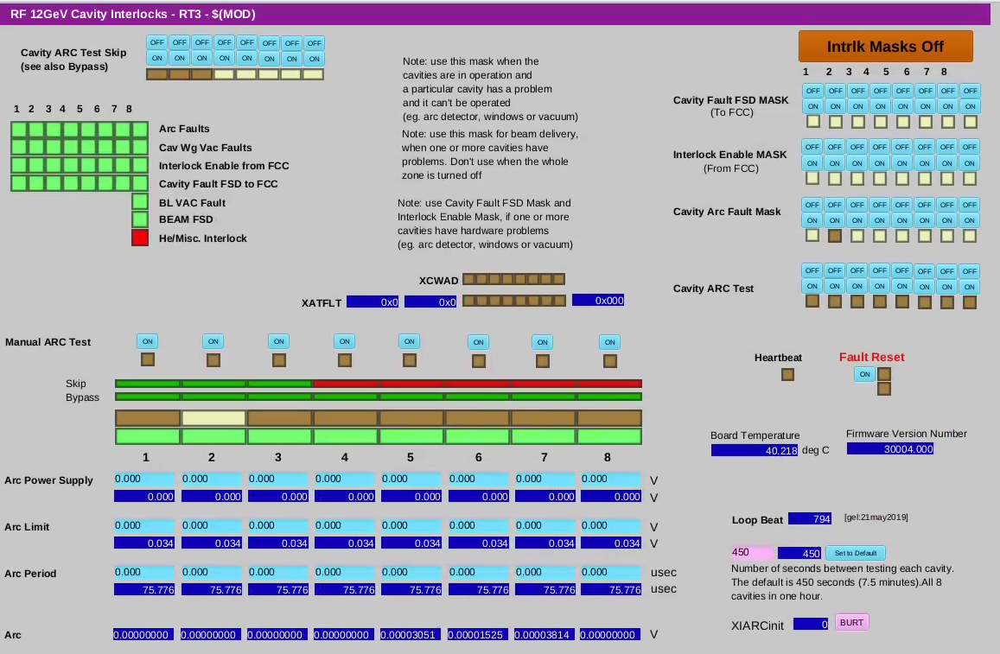 RF 12GeV Cavity Interlocks - RT3 - $(MOD)
Cavity ARC Test Skip
(see also Bypass)
OFF OFF OFF OFF OFF OFF OFF OFF
ON ON ON ON ON ON ON ON
1 2 3 4 5 6 7 8
Arc Faults
Cav Wg Vac Faults
Interlock Enable from FCC
Cavity Fault FSD to FCC
BL VAC Fault
BEAM FSD
He/Misc. Interlock
Note: use this mask when the
cavities are in operation and
a particular cavity has a problem
and it can't be operated
(eg. arc detector, windows or vacuum)
Note: use this mask for beam delivery,
when one or more cavities have
problems. Don't use when the whole
zone is turned off
Note: use Cavity Fault FSD Mask and
Interlock Enable Mask, if one or more
cavities have hardware problems
(eg. arc detector, windows or vacuum)
Intrlk Masks Off
1 2 3 4 5 6 7 8
OFF OFF OFF OFF OFF OFF OFF OFF
Cavity Fault FSD MASK
ON ON ON ON ON ON ON ON
(To FCC)
OFF OFF OFF OFF OFF OFF OFF OFF
Interlock Enable MASK
ON ON ON ON ON ON ON ON
(From FCC)
OFF OFF OFF OFF OFF OFF OFF OFF
Cavity Arc Fault Mask
ON ON ON ON ON ON ON ON
OFF OFF OFF OFF OFF OFF OFF OFF
Cavity ARC Test
ON ON ON ON ON ON ON ON
XCWAD
XATFLT 0x0 0x0 0x000
Manual ARC Test ON ON ON ON ON ON ON ON
Skip
Bypass
1 2 3 4 5 6 7 8
Arc Power Supply 0.000 0.000 0.000 0.000 0.000 0.000 0.000 0.000 V
0.000 0.000 0.000 0.000 0.000 0.000 0.000 0.000 V
Arc Limit 0.000 0.000 0.000 0.000 0.000 0.000 0.000 0.000 V
0.034 0.034 0.034 0.034 0.034 0.034 0.034 0.034 V
Arc Period 0.000 0.000 0.000 0.000 0.000 0.000 0.000 0.000 usec
75.776 75.776 75.776 75.776 75.776 75.776 75.776 75.776 usec
Arc 0.00000000 0.00000000 0.00000000 0.00003051 0.00001525 0.00003814 0.00000000 V
Heartbeat
Fault Reset
ON
Board Temperature
40.218 deg C
Firmware Version Number
30004.000
Loop Beat 794 [gel:21may2019]
450 450 Set to Default
Number of seconds between testing each cavity.
The default is 450 seconds (7.5 minutes).All 8
cavities in one hour.
XIARCinit 0 BURT